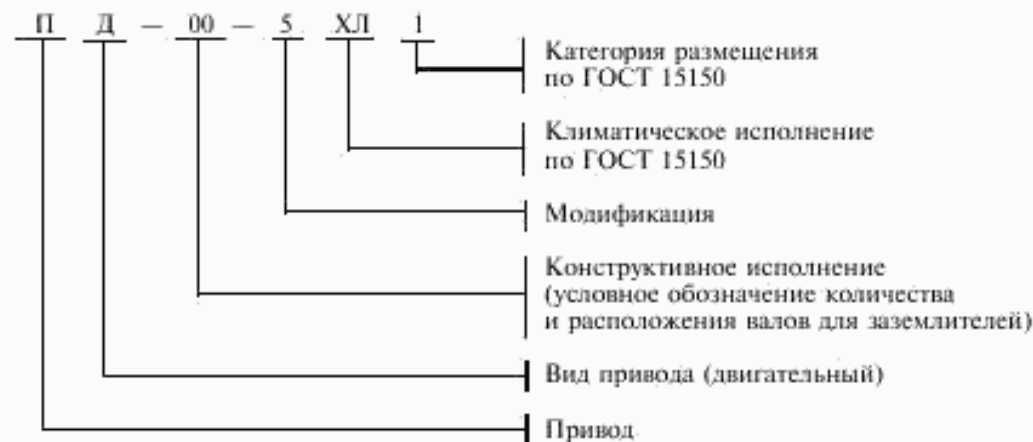 П Д — 00 — 5 ХЛ 1
Категория размещения
по ГОСТ 15150
Климатическое исполнение
по ГОСТ 15150
Модификация
Конструктивное исполнение
(условное обозначение количества
и расположения валов для заземлителей)
Вид привода (двигательный)
Привод